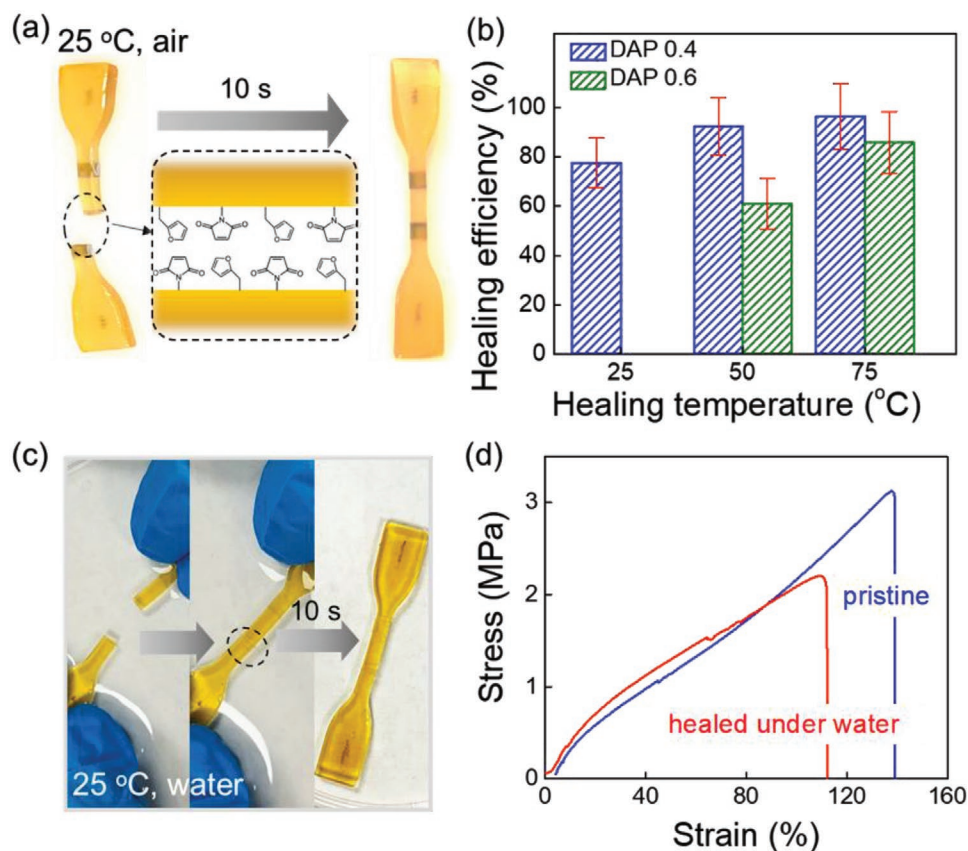 (a)
25 °C, air
10 s
O
O
N
O
O
O
N
O
O
N
O
O
O
N
O
O
(b)
Healing efficiency (%)
100
80
60
40
20
0
DAP 0.4
DAP 0.6
25
50
75
Healing temperature (°C)
(c)
10 s
25 °C, water
(d)
Stress (MPa)
3
2
1
0
pristine
healed under water
0
40
80
120
160
Strain (%)